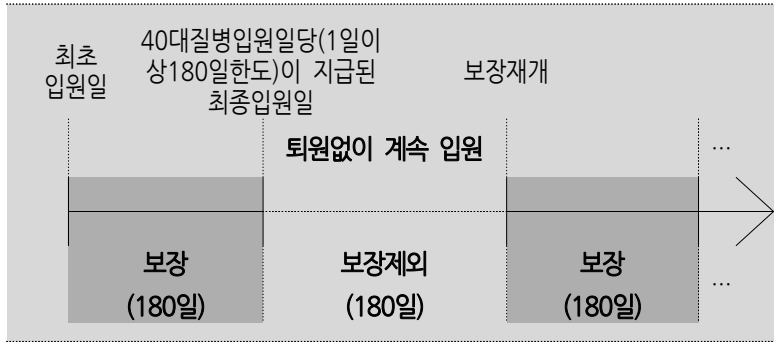 최초
입원일
40대질병입원일당(1일이
상180일한도)이 지급된
최종입원일
보장재개
퇴원없이 계속 입원
…
보장
(180일)
보장제외
(180일)
보장
(180일)
…